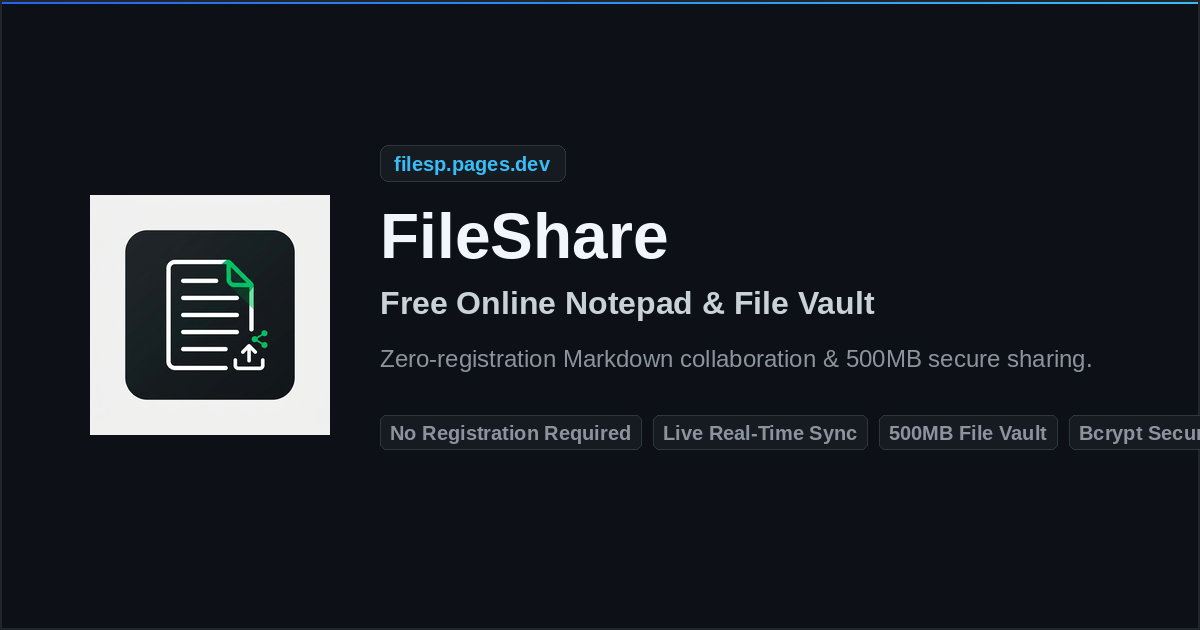 filesp.pages.dev
FileShare
Free Online Notepad & File Vault
Zero-registration Markdown collaboration & 500MB secure sharing.
No Registration Required
Live Real-Time Sync
500MB File Vault
Bcrypt